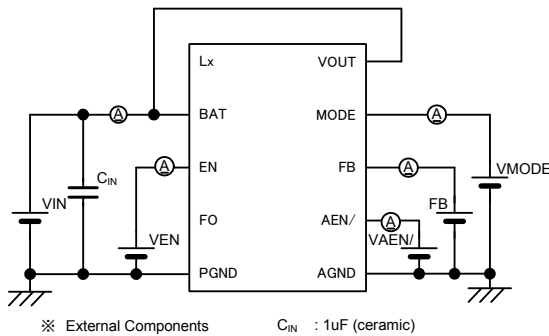 Lx
VOUT
A
BAT
MODE
A
CIN
A
EN
FB
A
VIN
VMODE
FO
AEN/
A
FB
VEN
VAEN/
PGND
AGND
※ External Components CIN : 1uF (ceramic)